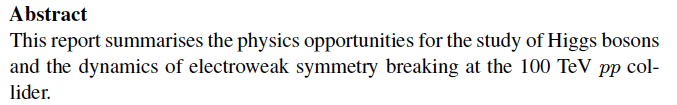 Abstract
This report summarises the physics opportunities for the study of Higgs bosons
and the dynamics of electroweak symmetry breaking at the 100 TeV pp col-
lider.